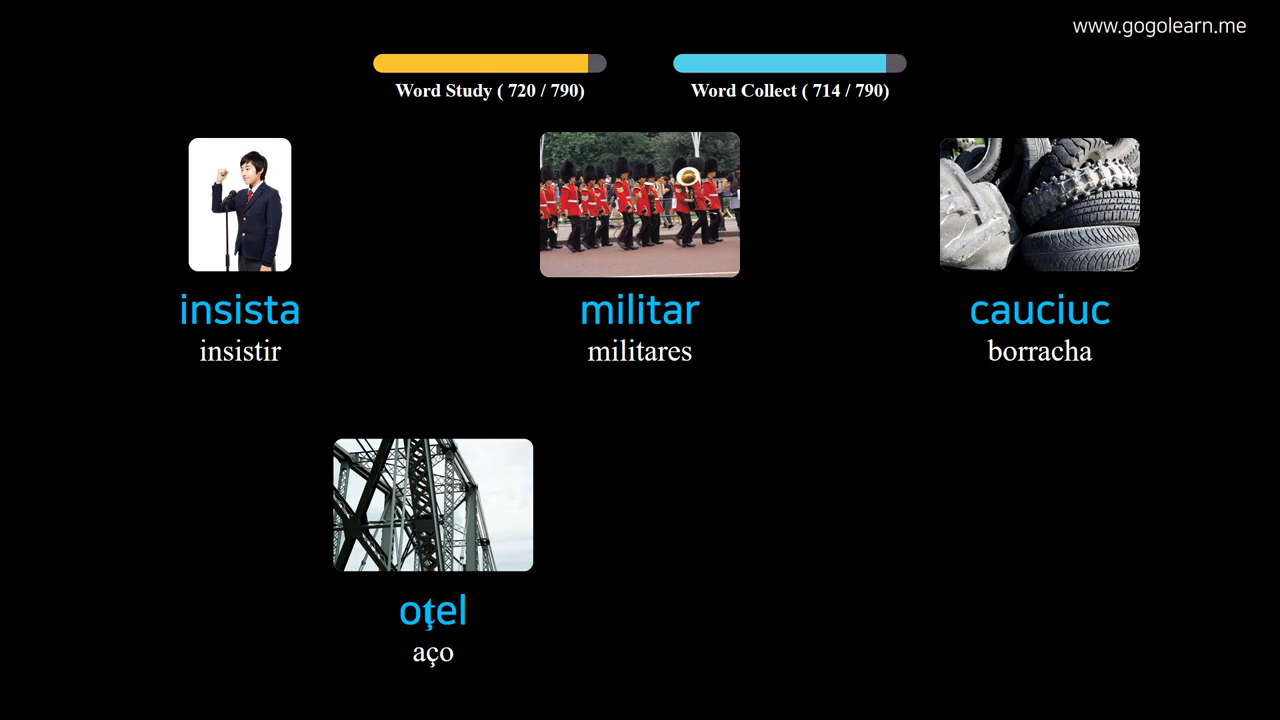 www.gogolearn.me
Word Study ( 720 / 790)
Word Collect ( 714 / 790)
insista
insistir
militar
militares
cauciuc
borracha
oţel
aço